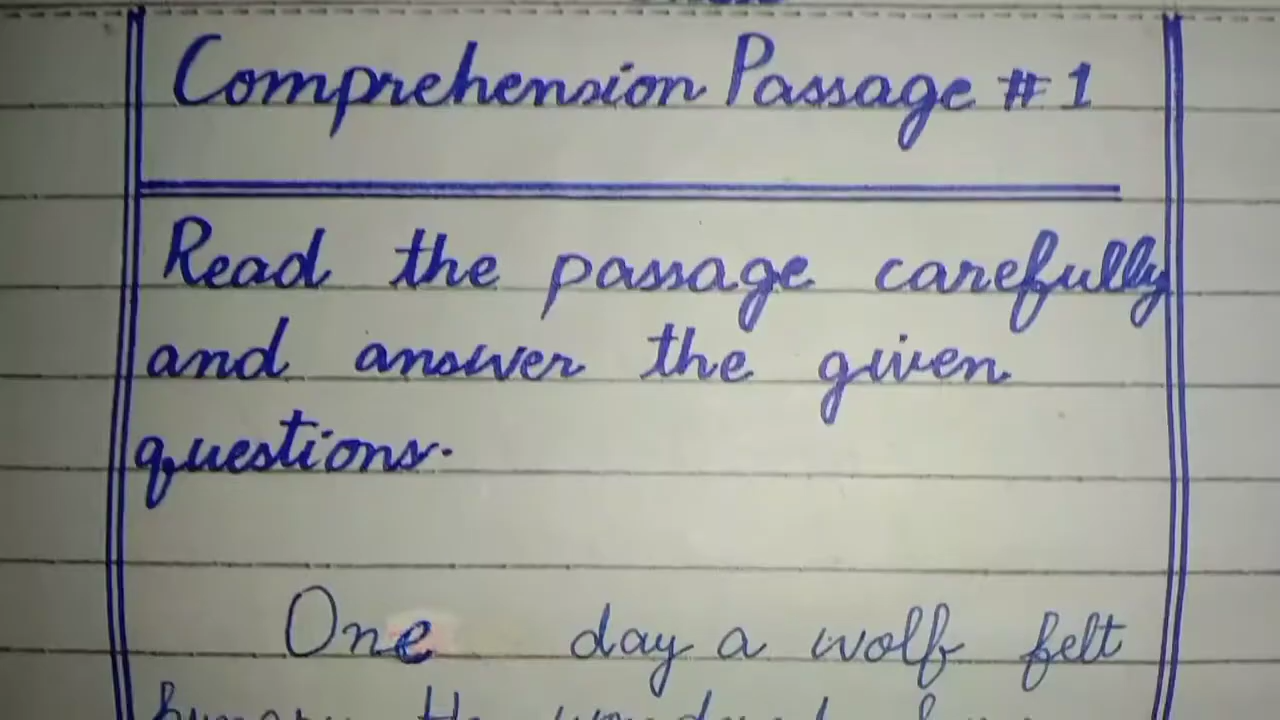 Comprehension Passage # 1
Read the passage carefully
and answer the given
questions.
One day a wolf felt